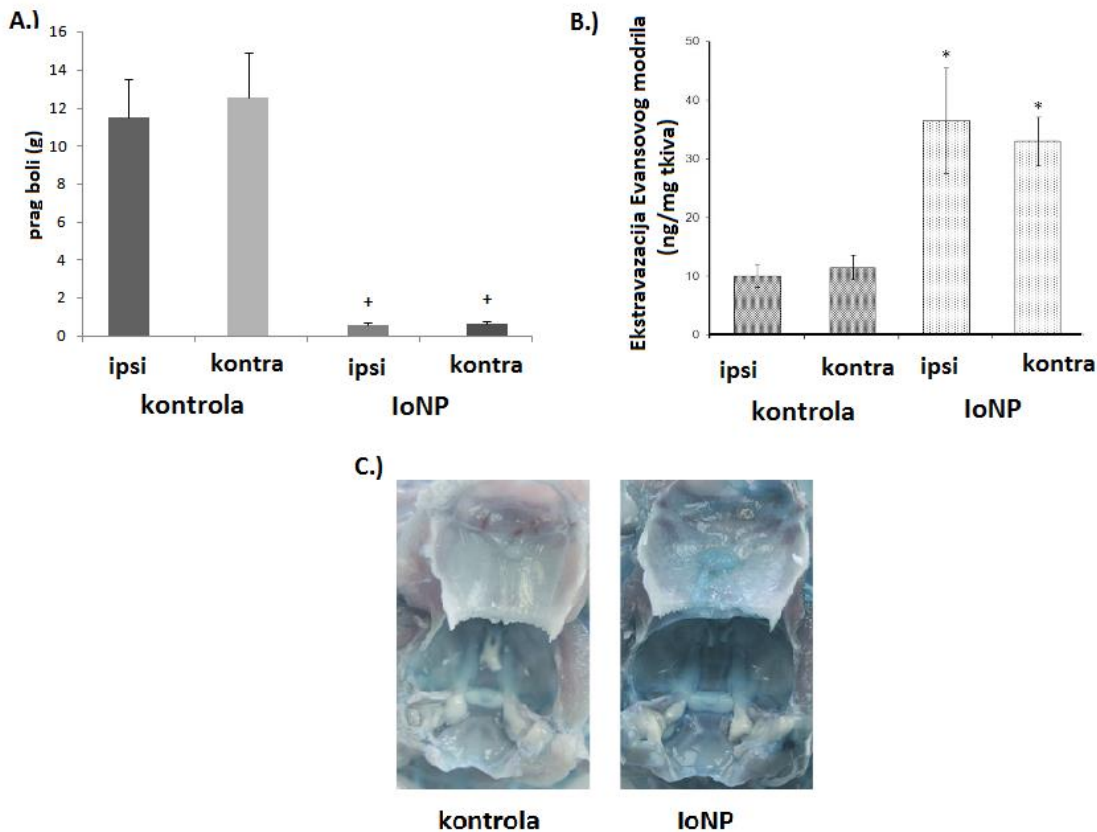 A.)
prag boli (g)
16
14
12
10
8
6
4
2
0
+
+
ipsi kontra ipsi kontra
kontrola IoNP
B.)
Ekstravazacija Evansovog modrila
(ng/mg tkiva)
50
40
30
20
10
0
*
*
ipsi kontra ipsi kontra
kontrola IoNP
C.)
kontrola IoNP